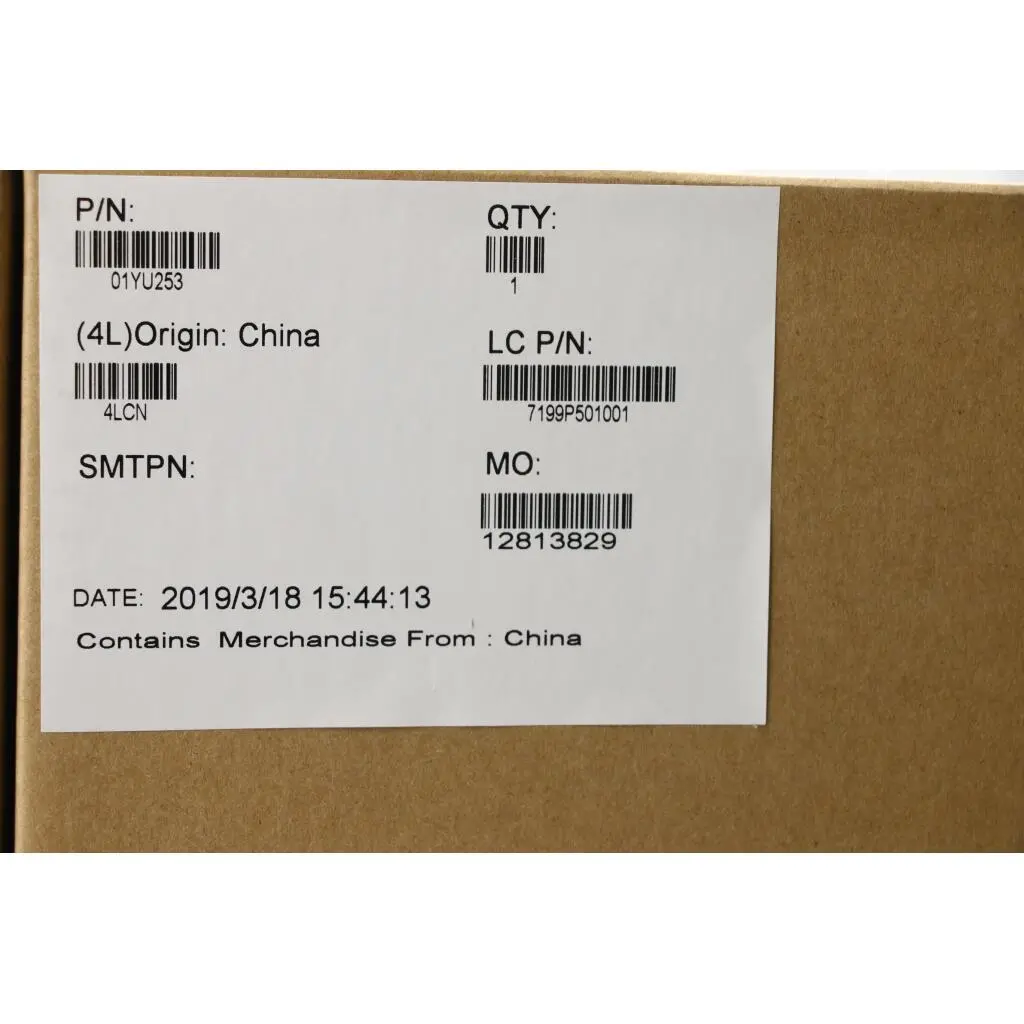 P/N:
QTY:
01YU253
1
(4L)Origin: China
LC P/N:
4LCN
7199P501001
SMTPN:
MO:
12813829
DATE: 2019/3/18 15:44:13
Contains Merchandise From : China